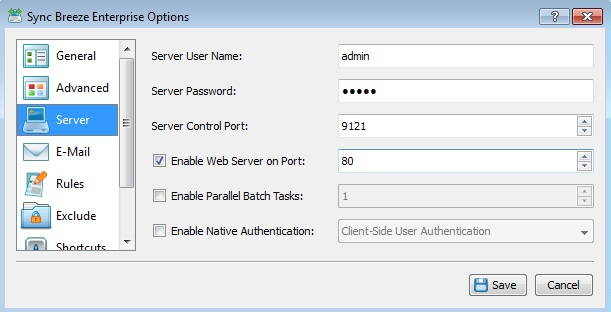 Sync Breeze Enterprise Options
General
Advanced
Server
E-Mail
Rules
Exclude
Shortcuts
Server User Name: admin
Server Password: •••••
Server Control Port: 9121
Enable Web Server on Port: 80
Enable Parallel Batch Tasks: 1
Enable Native Authentication: Client-Side User Authentication
Save Cancel